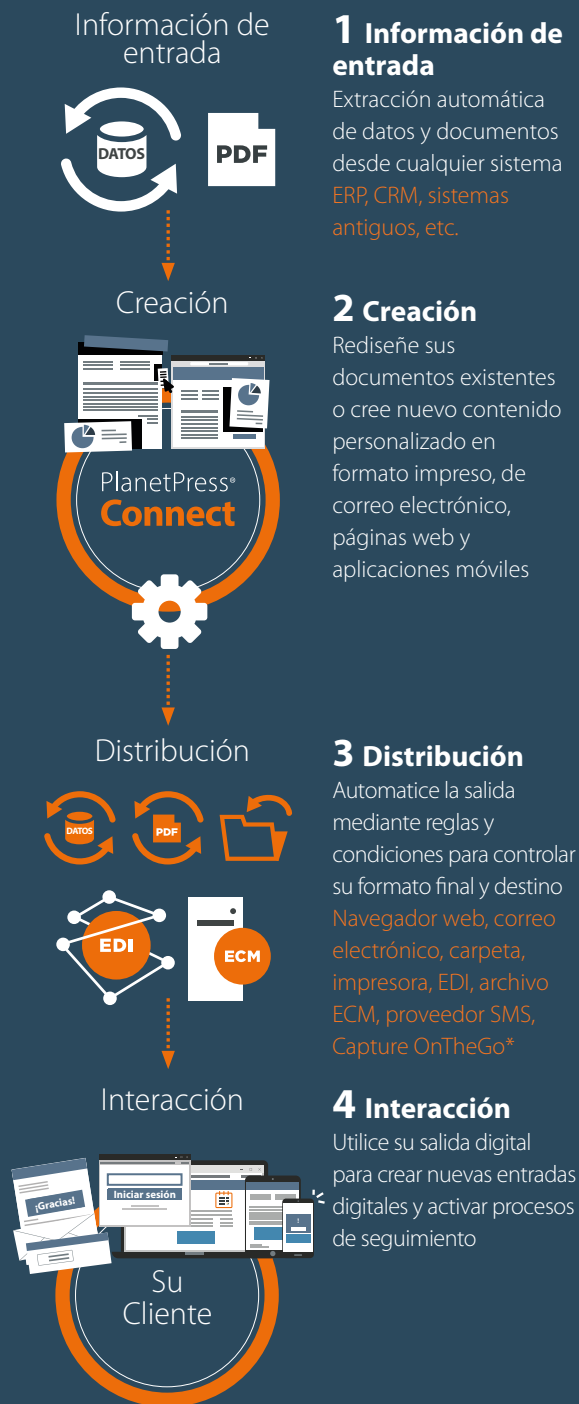 Información de
entrada
DATOS
PDF
1 Información de
entrada
Extracción automática
de datos y documentos
desde cualquier sistema
ERP, CRM, sistemas
antiguos, etc.
Creación
PlanetPress®
Connect
2 Creación
Rediseñe sus
documentos existentes
o cree nuevo contenido
personalizado en
formato impreso, de
correo electrónico,
páginas web y
aplicaciones móviles
Distribución
DATOS
PDF
EDI
ECM
3 Distribución
Automatice la salida
mediante reglas y
condiciones para controlar
su formato final y destino
Navegador web, correo
electrónico, carpeta,
impresora, EDI, archivo
ECM, proveedor SMS,
Capture OnTheGo*
Interacción
¡Gracias!
Iniciar sesión
!
Su
Cliente
4 Interacción
Utilice su salida digital
para crear nuevas entradas
digitales y activar procesos
de seguimiento